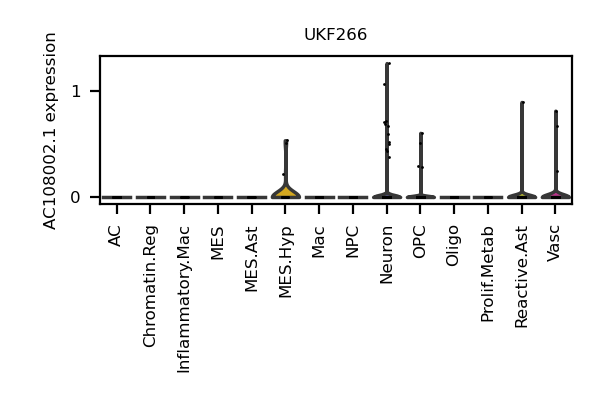 UKF266
AC108002.1 expression
1
0
AC
Chromatin.Reg
Inflammatory.Mac
MES
MES.Ast
MES.Hyp
Mac
NPC
Neuron
OPC
Oligo
Prolif.Metab
Reactive.Ast
Vasc